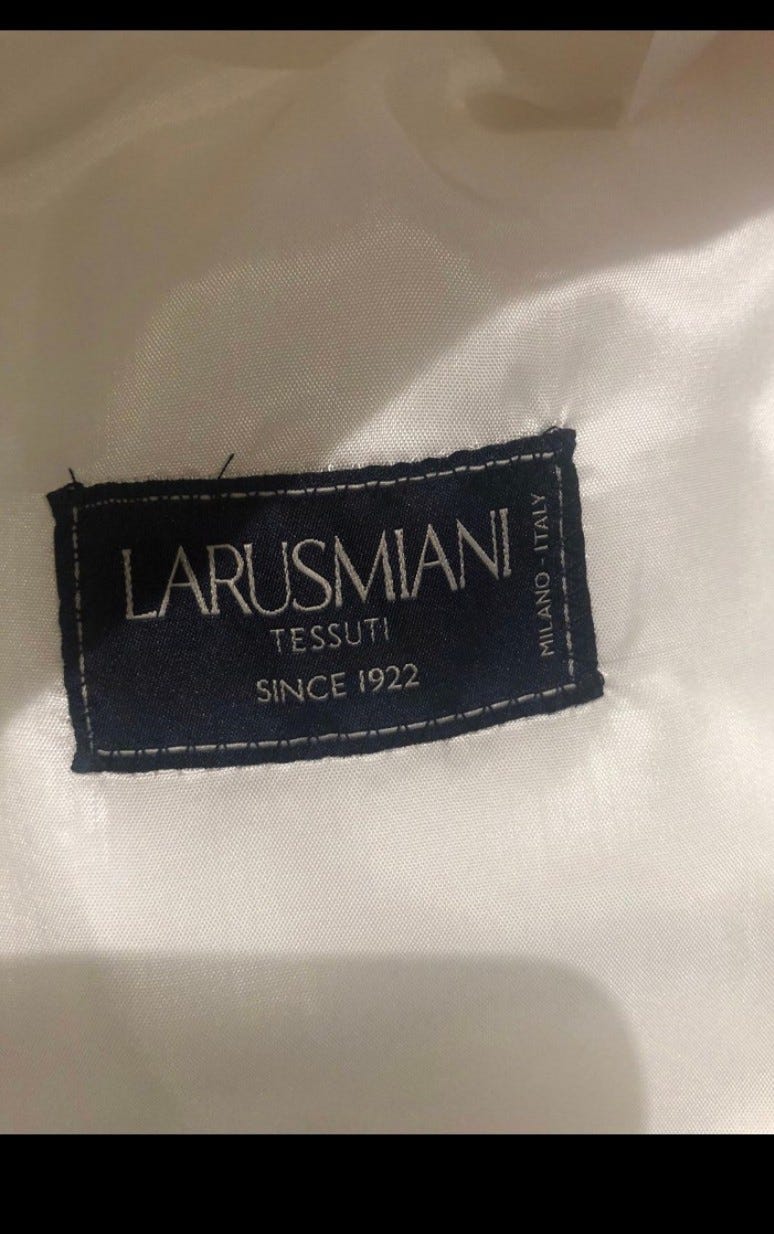 LARUSMIANI
TESSUTI
SINCE 1922
MILANO - ITALY